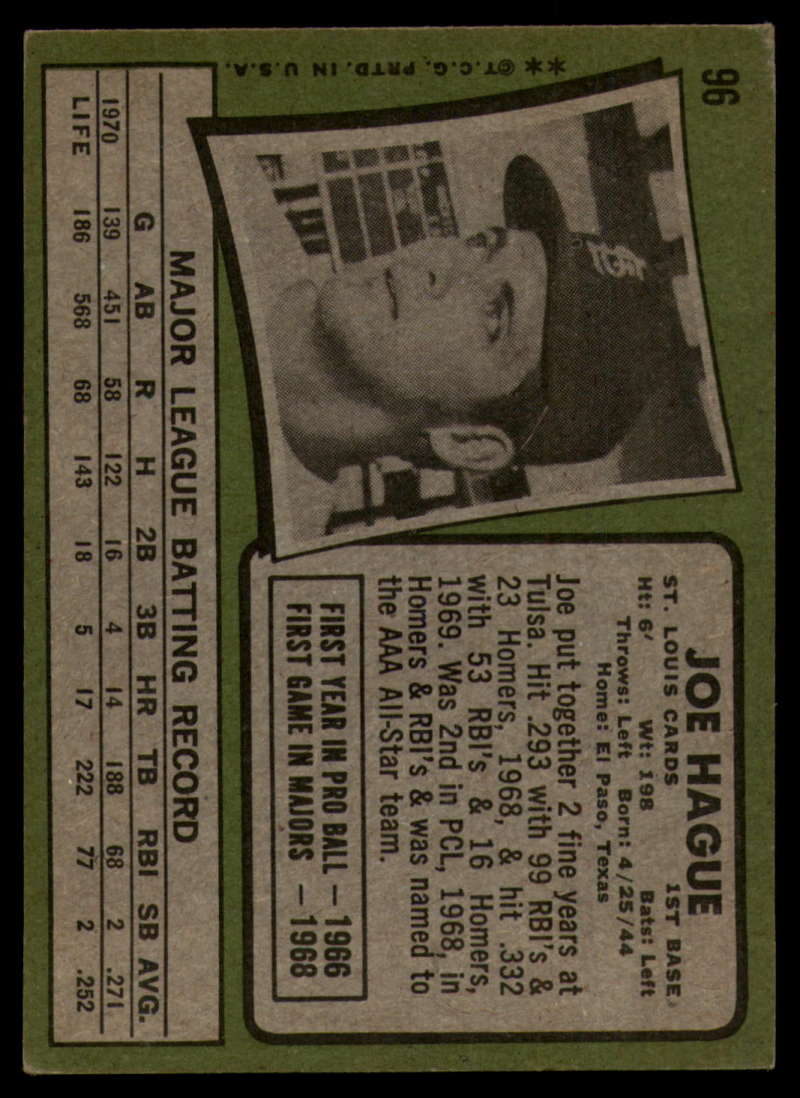 96
**©T.C.G. PRTD. IN U.S.A.
JOE HAGUE
ST. LOUIS CARDS 1ST BASE
Ht: 6' Wt: 198 Bats: Left
Throws: Left Born: 4/25/44
Home: El Paso, Texas
Joe put together 2 fine years at
Tulsa. Hit .293 with 99 RBI's &
23 Homers, 1968, & hit .332
with 53 RBI's & 16 Homers,
1969. Was 2nd in PCL, 1968, in
Homers & RBI's & was named to
the AAA All-Star team.
FIRST YEAR IN PRO BALL — 1966
FIRST GAME IN MAJORS — 1968
MAJOR LEAGUE BATTING RECORD
G AB R H 2B 3B HR TB RBI SB AVG.
1970 139 451 58 122 16 4 14 188 68 2 .271
LIFE 186 568 68 143 18 5 17 222 77 2 .252
STL